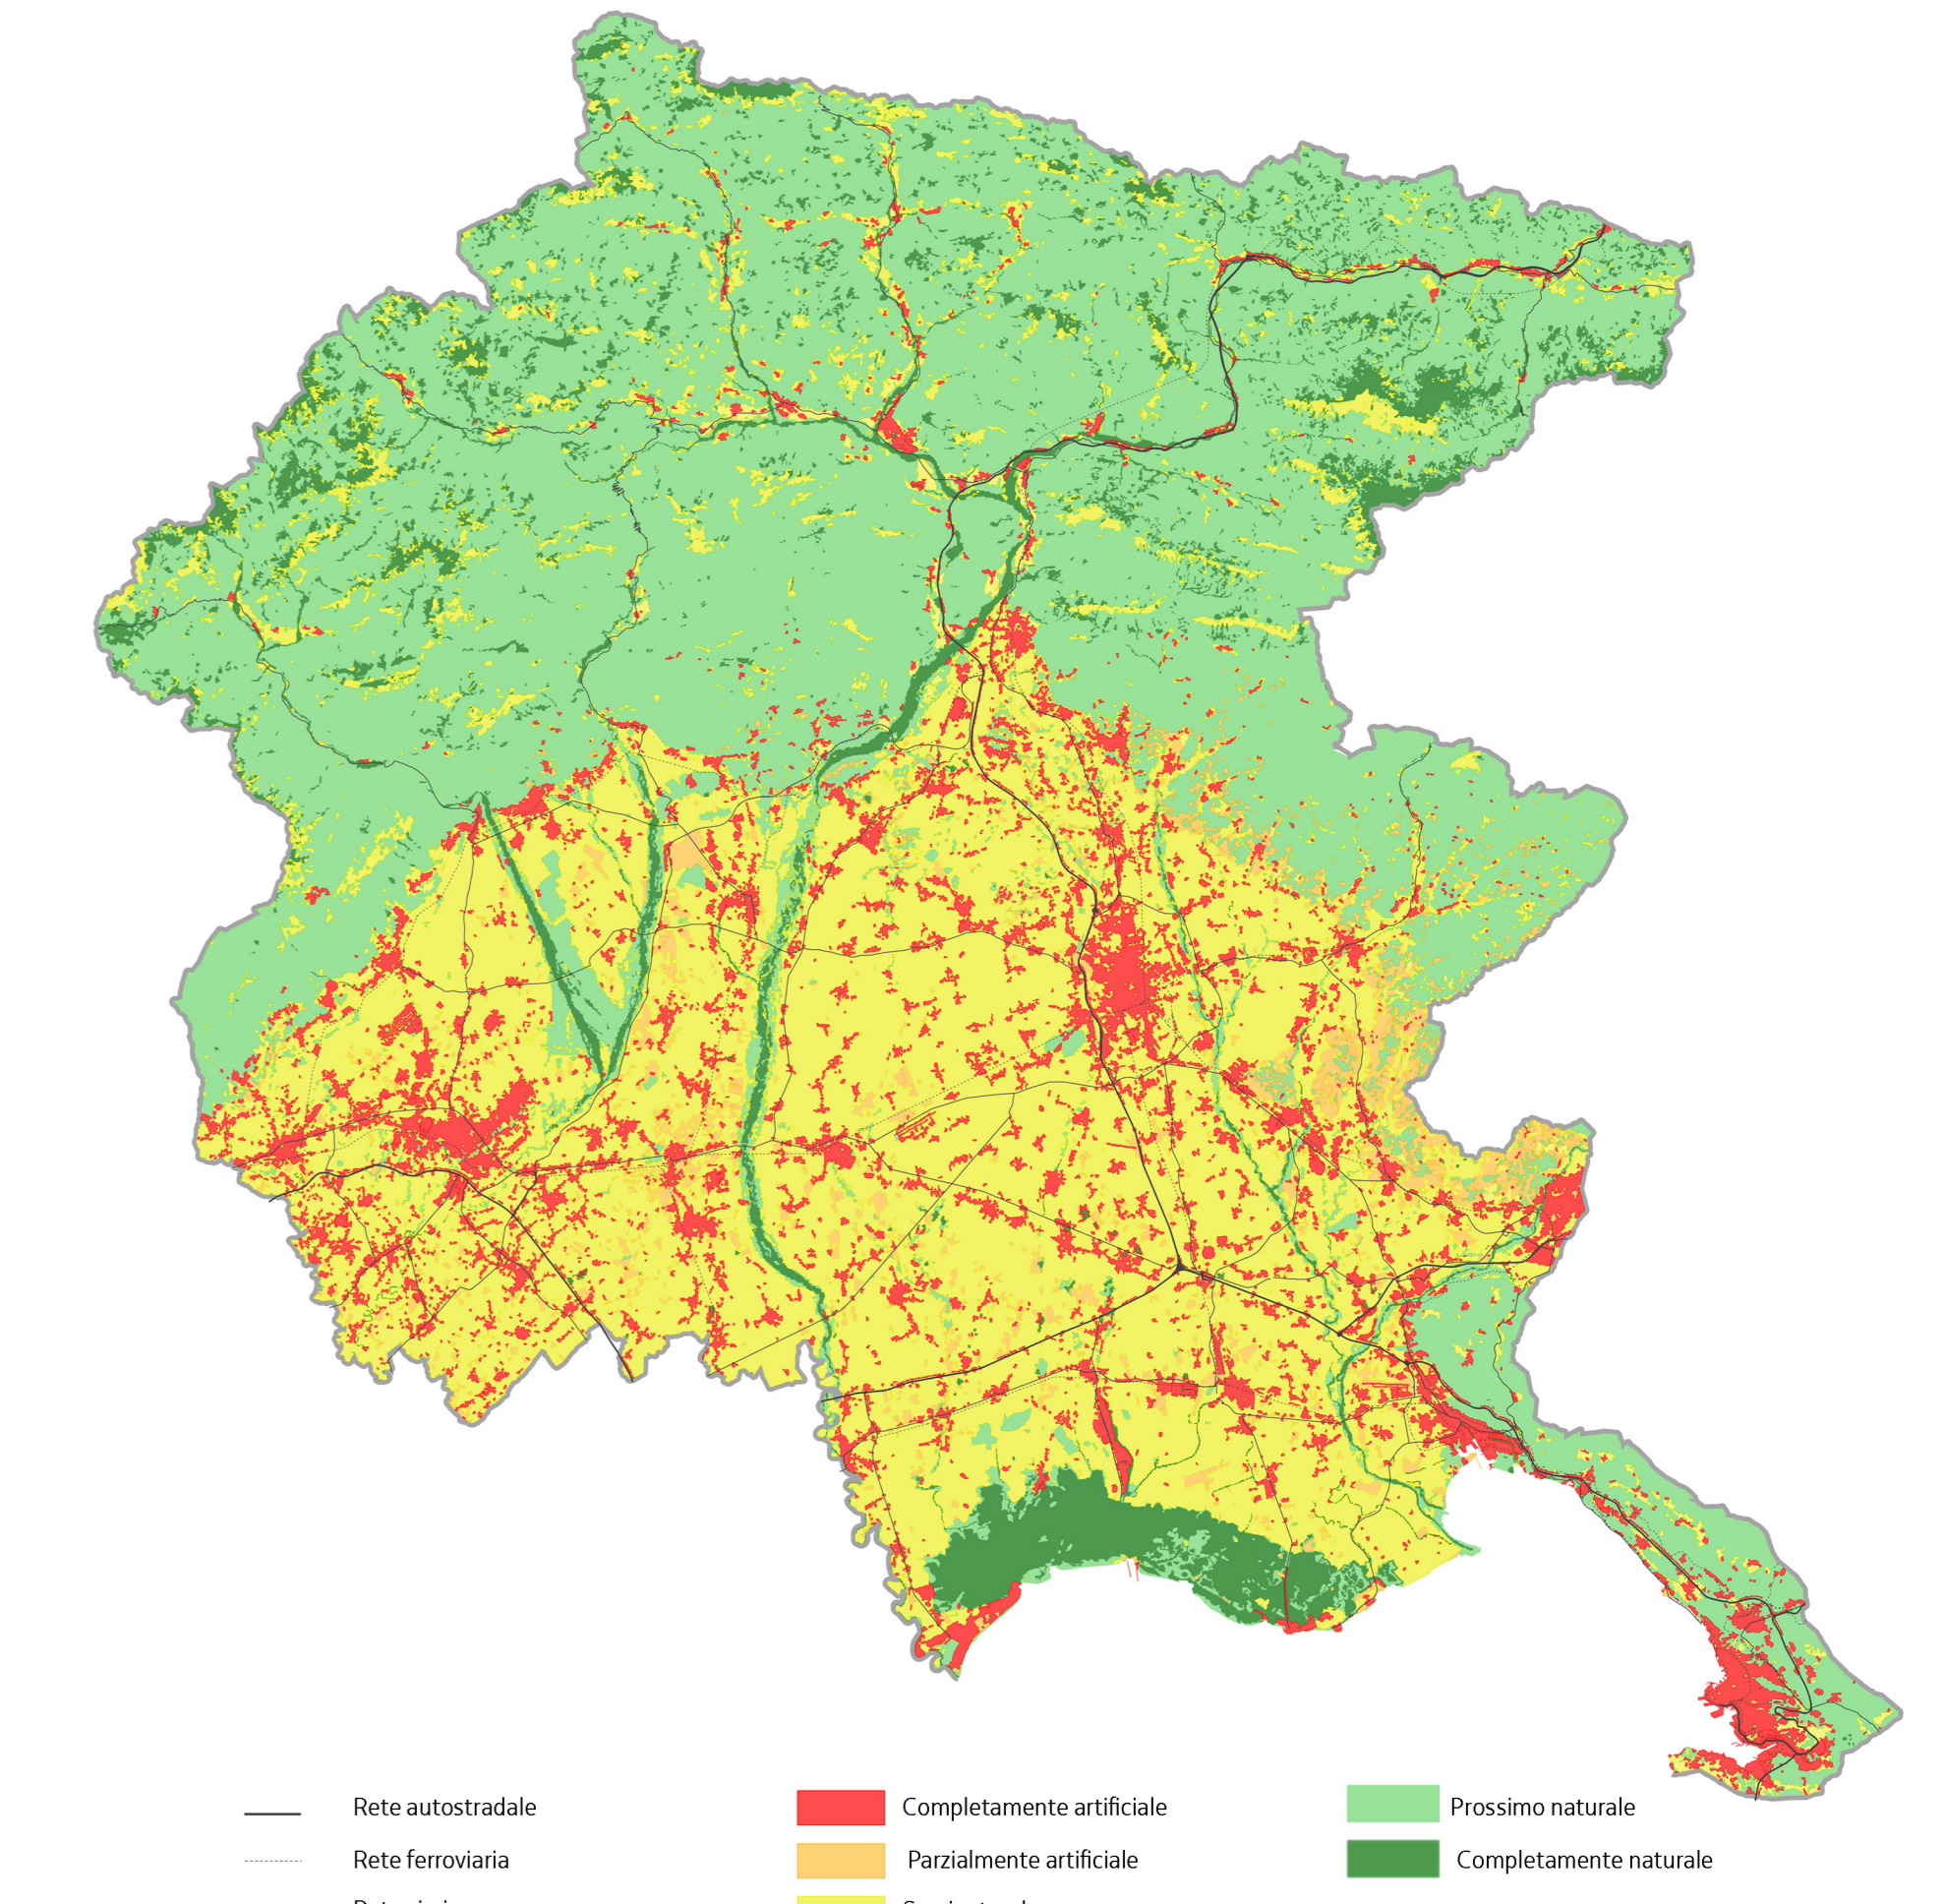 Rete autostradale
Completamente artificiale
Prossimo naturale
Rete ferroviaria
Parzialmente artificiale
Completamente naturale